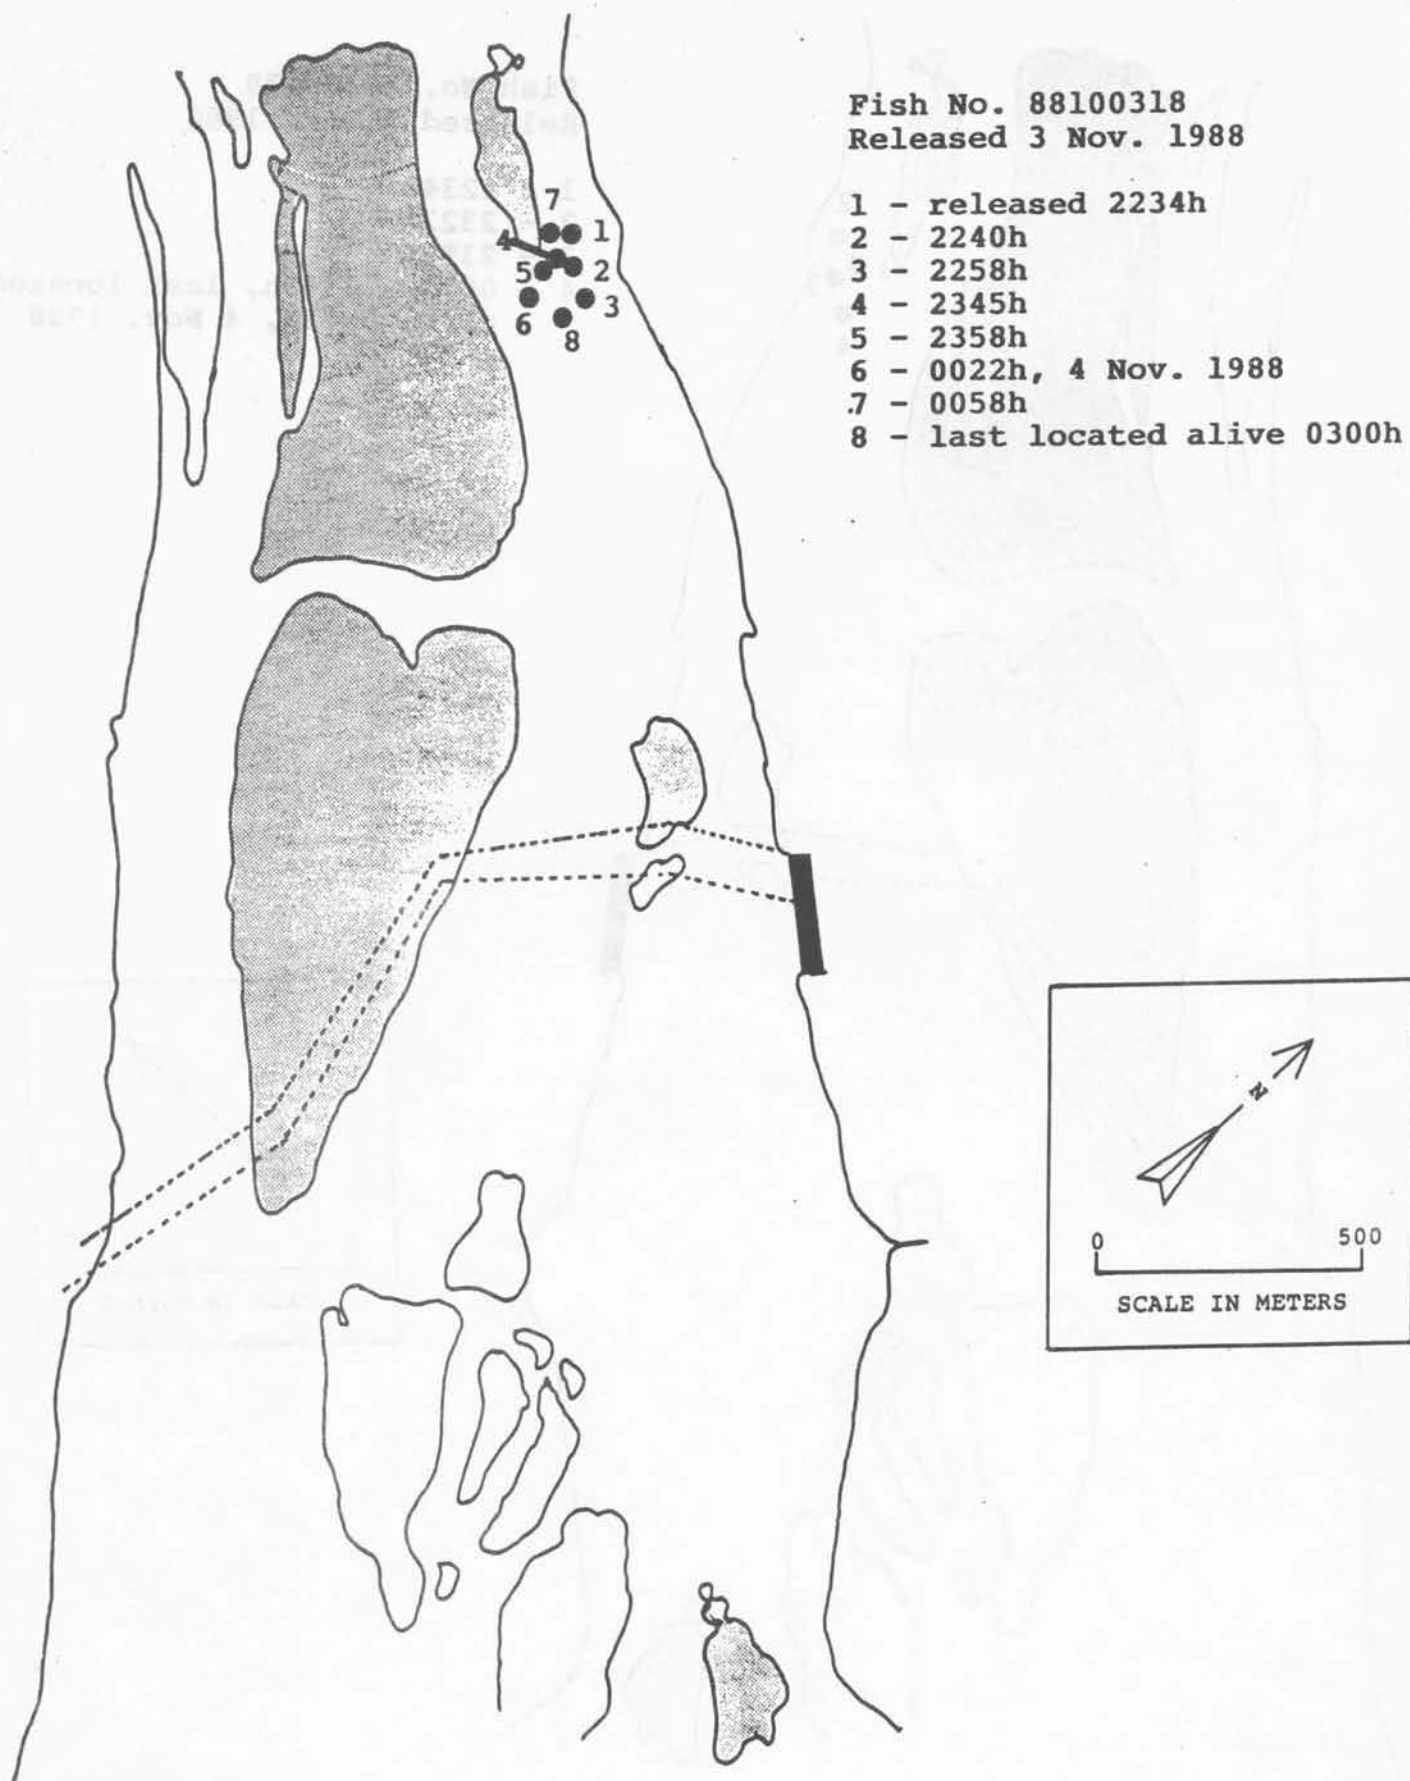 Fish No. 88100318
Released 3 Nov. 1988
1 - released 2234h
2 - 2240h
3 - 2258h
4 - 2345h
5 - 2358h
6 - 0022h, 4 Nov. 1988
.7 - 0058h
8 - last located alive 0300h
7
1
4
5
2
6
3
8
N
0 500
SCALE IN METERS